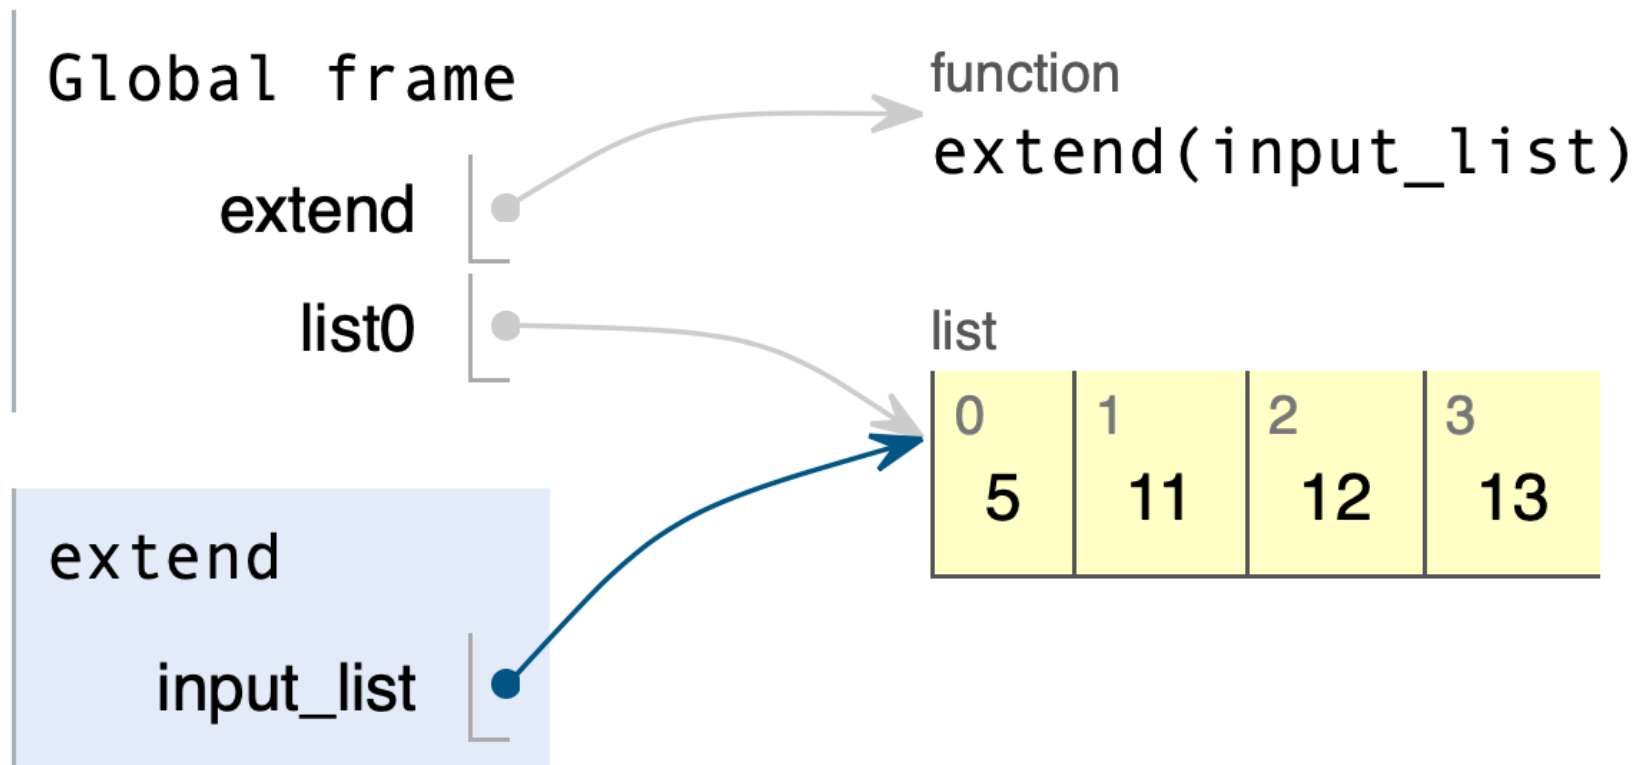 Global frame
extend
list0
function
extend(input_list)
list
0 1 2 3
5 11 12 13
extend
input_list